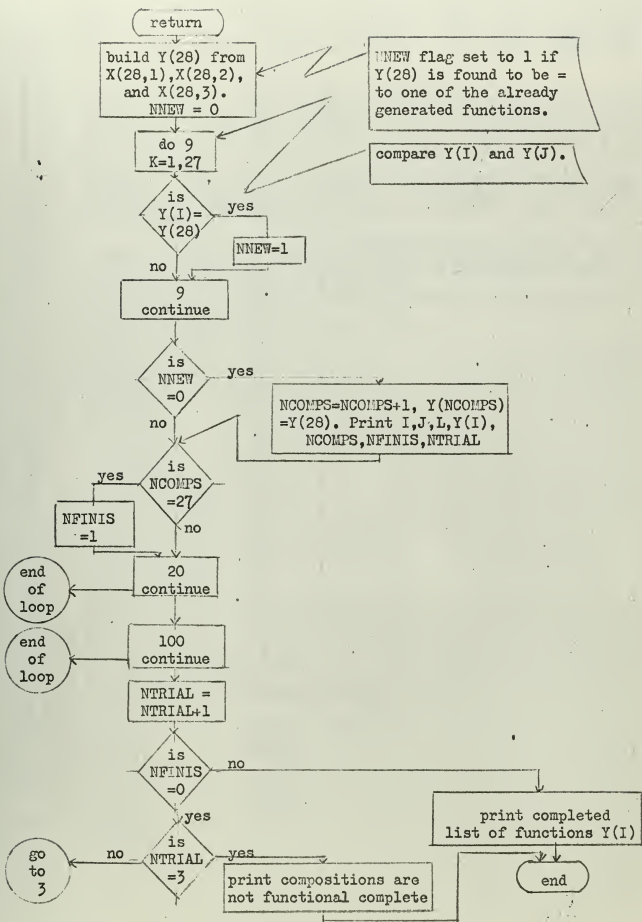 return
build Y(28) from
X(28,1),X(28,2),
and X(28,3).
NNEW = 0
NNEW flag set to 1 if
Y(28) is found to be =
to one of the already
generated functions.
do 9
K=1,27
compare Y(I) and Y(J).
is
Y(I)=
Y(28)
yes
NNEW=1
no
9
continue
is
NNEW
=0
yes
NCOMPS=NCOMPS+1, Y(NCOMPS)
=Y(28). Print I,J,L,Y(I),
NCOMPS,NFINIS,NTRIAL
no
is
NCOMPS
=27
yes
NFINIS
=1
no
20
continue
end
of
loop
100
continue
end
of
loop
NTRIAL =
NTRIAL+1
is
NFINIS
=0
no
print completed
list of functions Y(I)
yes
is
NTRIAL
=3
no
go
to
3
yes
print compositions are
not functional complete
end